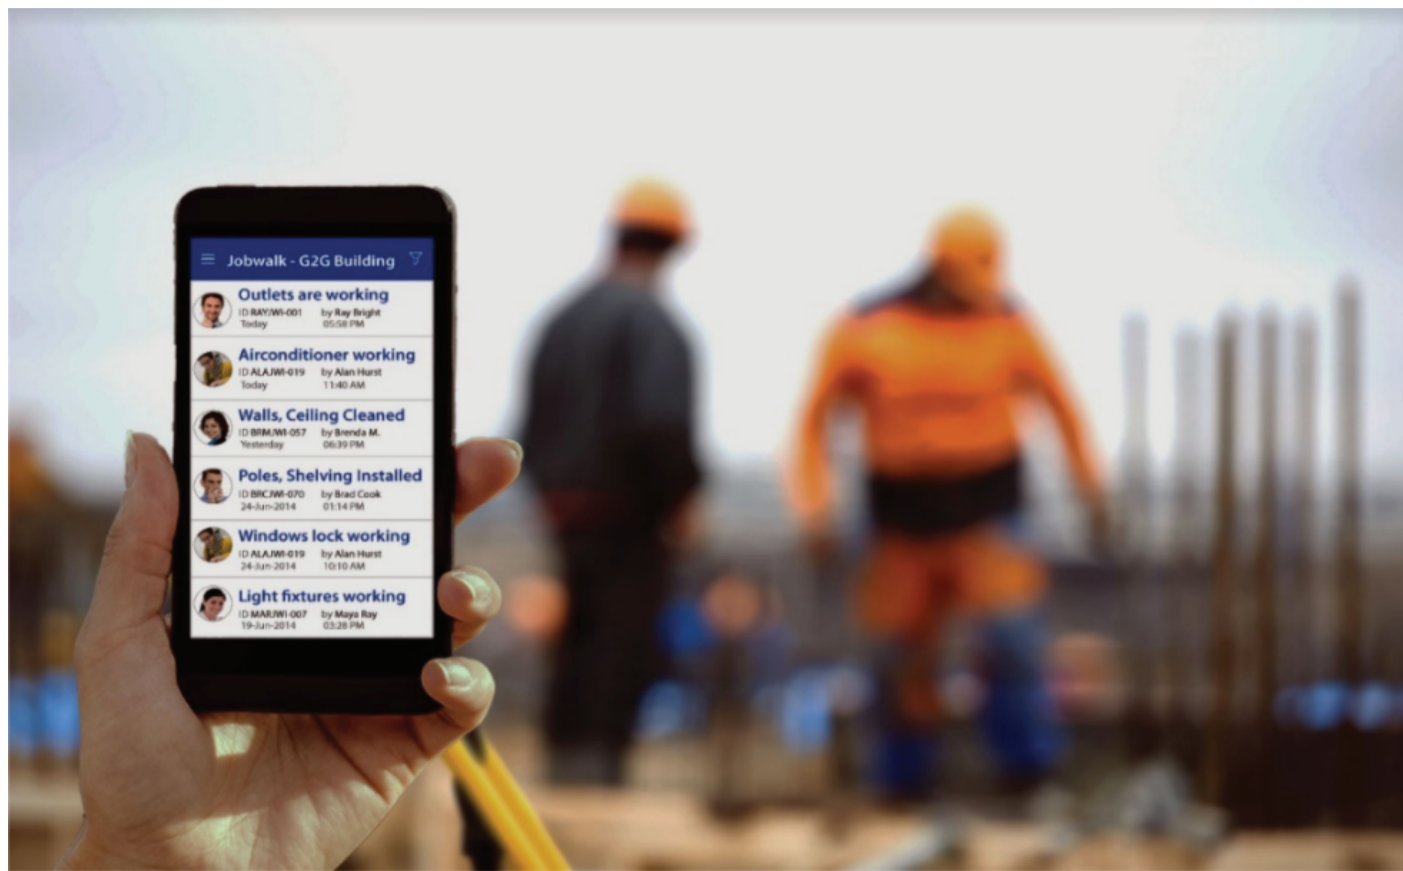 Jobwalk - G2G Building
Outlets are working
ID RAYJWI-001 by Ray Bright
Today 05:58 PM
Airconditioner working
ID ALAJWI-019 by Alan Hurst
Today 11:40 AM
Walls, Ceiling Cleaned
ID BRMJWI-057 by Brenda M.
Yesterday 06:39 PM
Poles, Shelving Installed
ID BRCJWI-070 by Brad Cook
24-Jun-2014 01:14 PM
Windows lock working
ID ALAJWI-019 by Alan Hurst
24-Jun-2014 10:10 AM
Light fixtures working
ID MARJWI-007 by Maya Ray
19-Jun-2014 03:28 PM